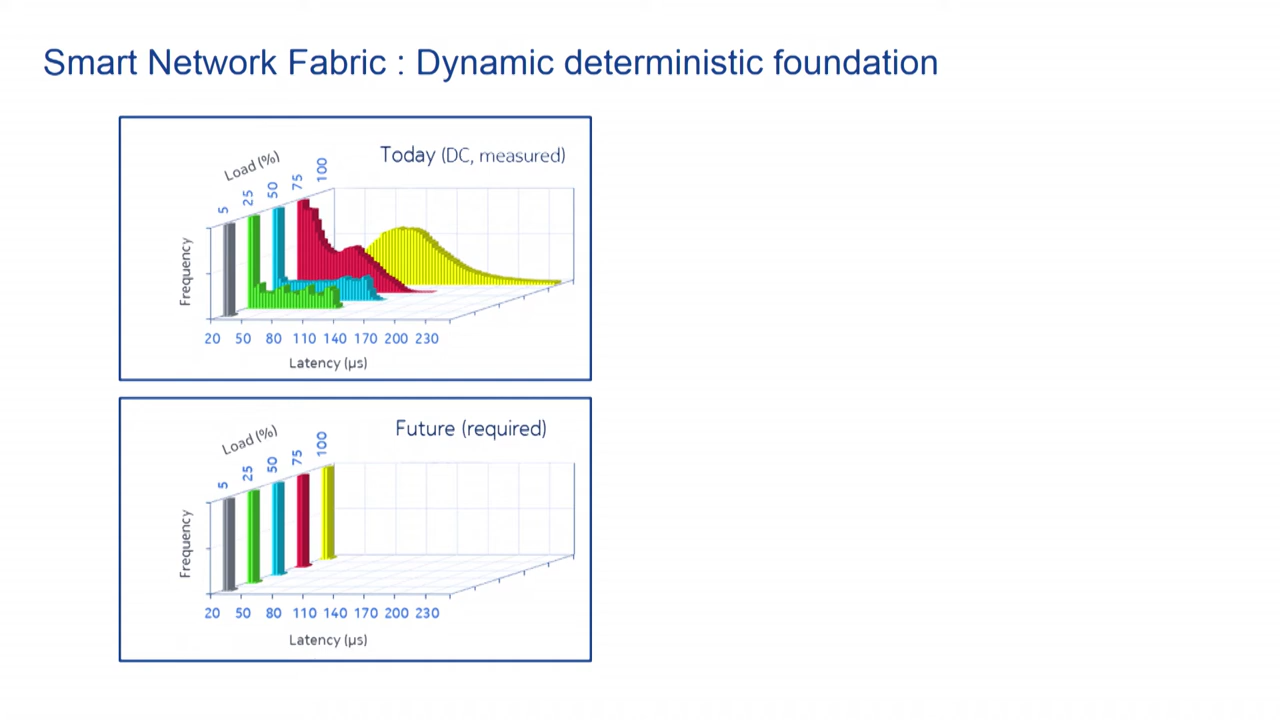 Smart Network Fabric : Dynamic deterministic foundation
Today (DC, measured)
Load (%)
5 25 50 75 100
Frequency
20 50 80 110 140 170 200 230
Latency (µs)
Future (required)
Load (%)
5 25 50 75 100
Frequency
20 50 80 110 140 170 200 230
Latency (µs)